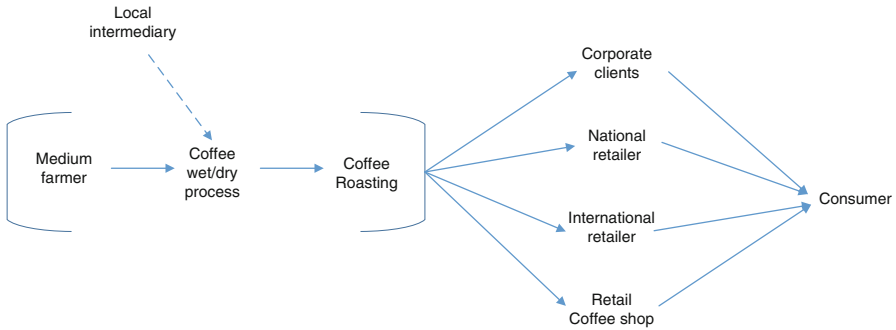 Local
intermediary
Medium
farmer
Coffee
wet/dry
process
Coffee
Roasting
Corporate
clients
National
retailer
International
retailer
Retail
Coffee shop
Consumer